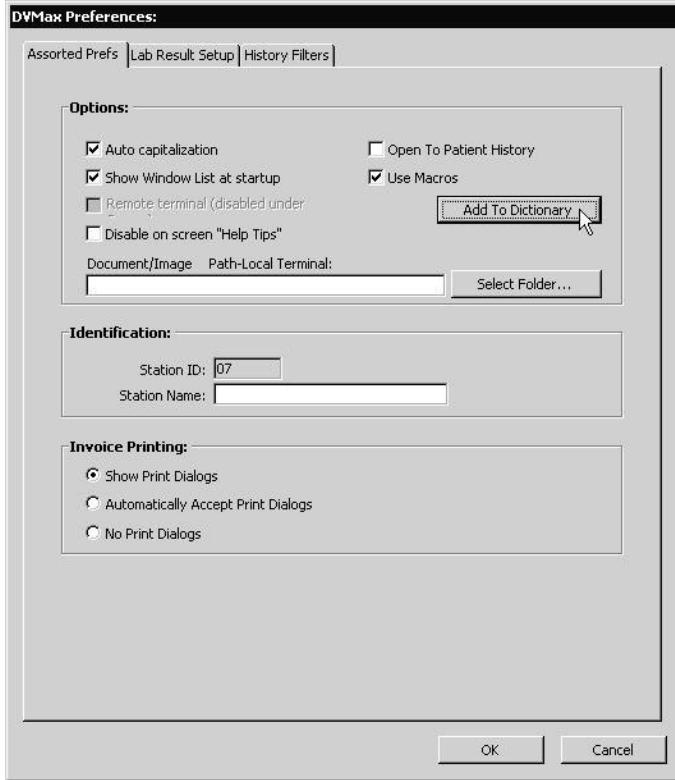 DVMax Preferences:
Assorted Prefs Lab Result Setup History Filters
Options:
Auto capitalization Open To Patient History
Show Window List at startup Use Macros
Remote terminal (disabled under
Add To Dictionary
Disable on screen "Help Tips"
Document/Image Path-Local Terminal:
Select Folder...
Identification:
Station ID: 07
Station Name:
Invoice Printing:
Show Print Dialogs
Automatically Accept Print Dialogs
No Print Dialogs
OK Cancel